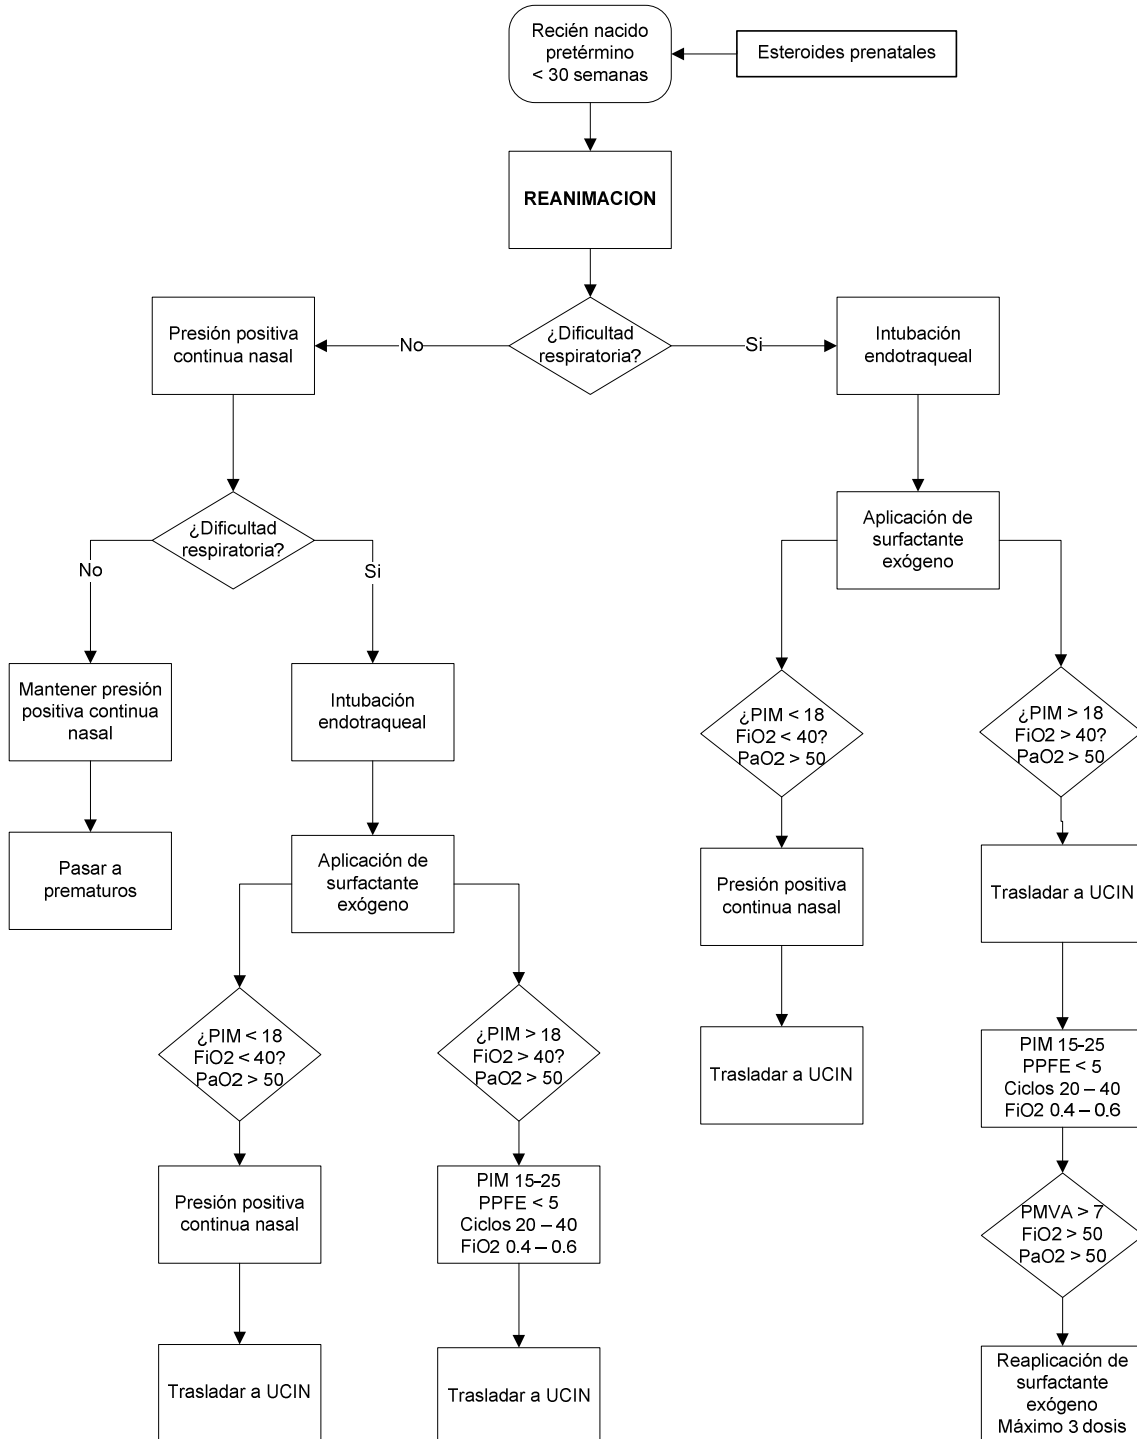 Recién nacido
pretérmino
< 30 semanas
Esteroides prenatales
REANIMACION
Presión positiva
continua nasal
No
¿Dificultad
respiratoria?
Si
Intubación
endotraqueal
¿Dificultad
respiratoria?
No
Si
Aplicación de
surfactante
exógeno
Mantener presión
positiva continua
nasal
Intubación
endotraqueal
¿PIM < 18
FiO2 < 40?
PaO2 > 50
¿PIM > 18
FiO2 > 40?
PaO2 > 50
Pasar a
prematuros
Aplicación de
surfactante
exógeno
Presión positiva
continua nasal
Trasladar a UCIN
¿PIM < 18
FiO2 < 40?
PaO2 > 50
¿PIM > 18
FiO2 > 40?
PaO2 > 50
Trasladar a UCIN
PIM 15-25
PPFE < 5
Ciclos 20 – 40
FiO2 0.4 – 0.6
Presión positiva
continua nasal
PIM 15-25
PPFE < 5
Ciclos 20 – 40
FiO2 0.4 – 0.6
PMVA > 7
FiO2 > 50
PaO2 > 50
Trasladar a UCIN
Trasladar a UCIN
Reaplicación de
surfactante
exógeno
Máximo 3 dosis